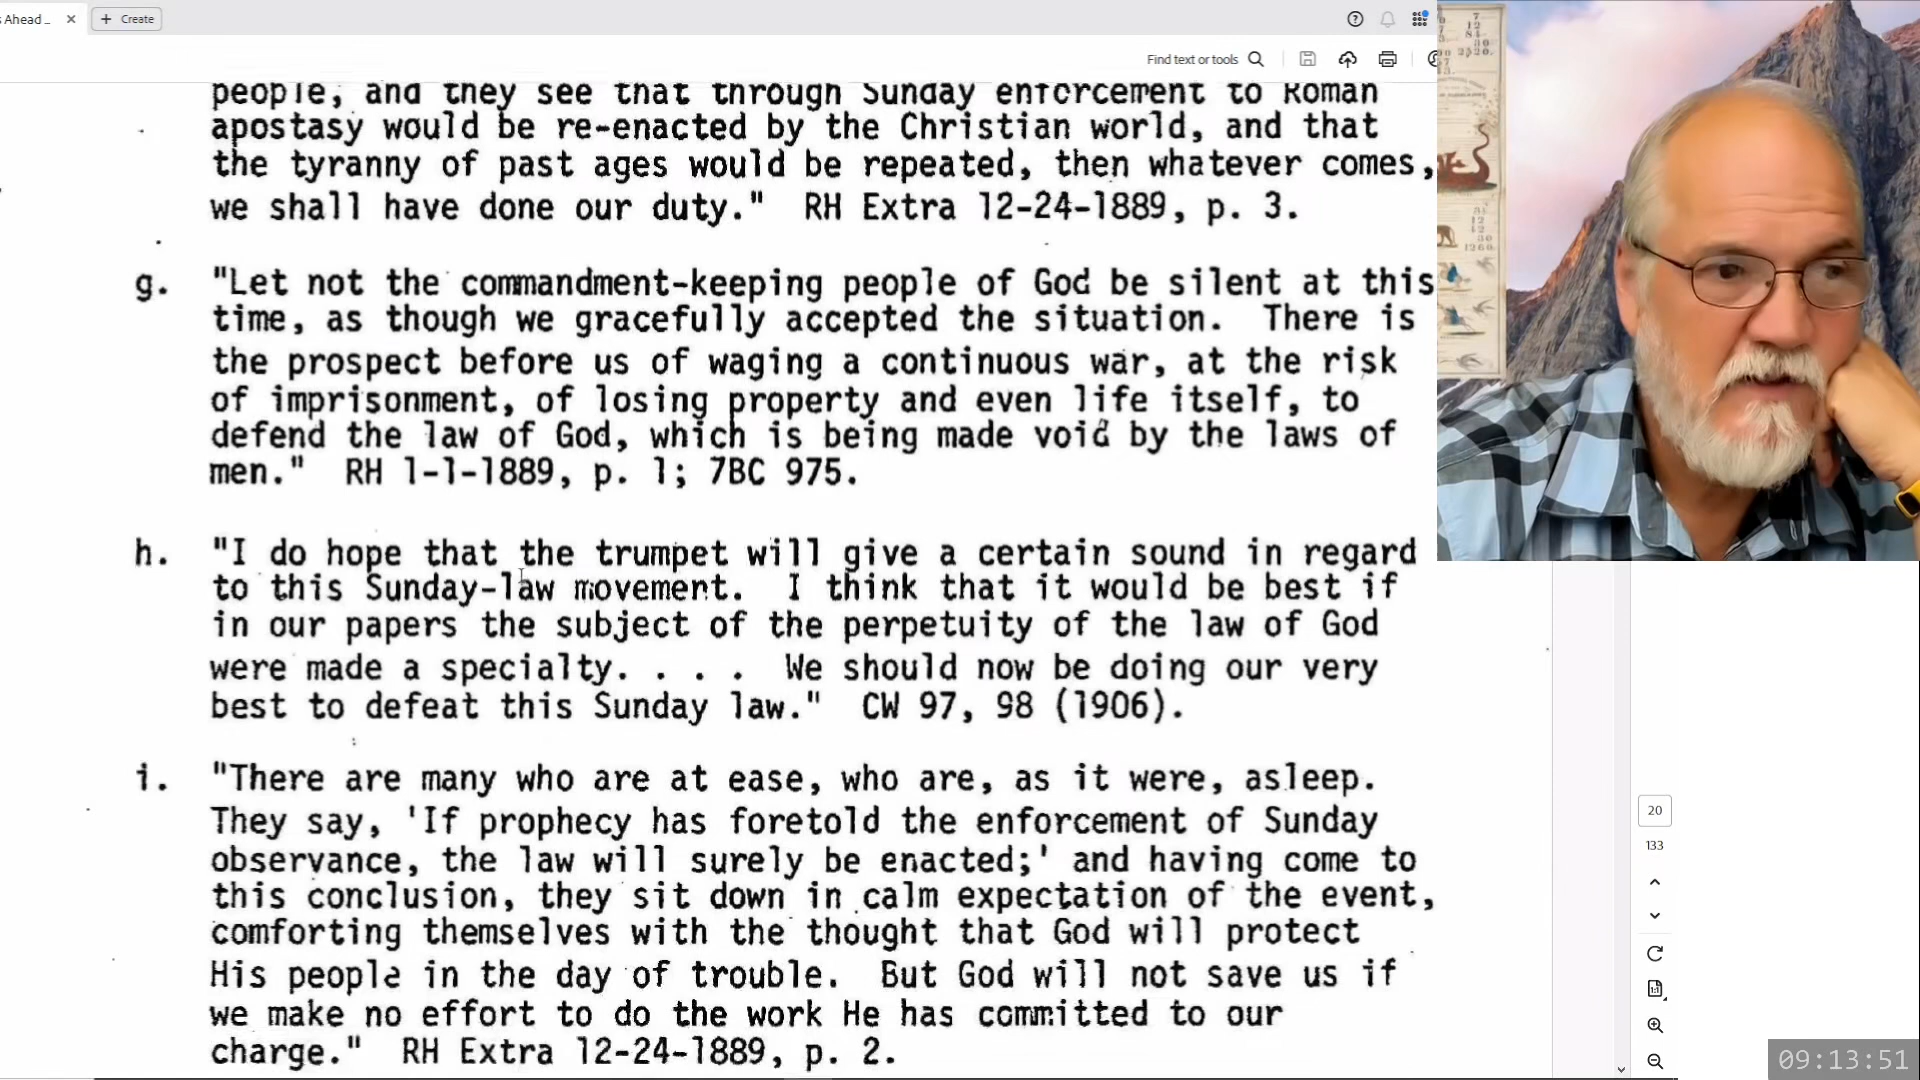 s Ahead ...
Create
Find text or tools
people, and they see that through Sunday enforcement to Roman
apostasy would be re-enacted by the Christian world, and that
the tyranny of past ages would be repeated, then whatever comes,
we shall have done our duty." RH Extra 12-24-1889, p. 3.
g. "Let not the commandment-keeping people of God be silent at this
time, as though we gracefully accepted the situation. There is
the prospect before us of waging a continuous war, at the risk
of imprisonment, of losing property and even life itself, to
defend the law of God, which is being made void by the laws of
men." RH 1-1-1889, p. 1; 7BC 975.
h. "I do hope that the trumpet will give a certain sound in regard
to this Sunday-law movement. I think that it would be best if
in our papers the subject of the perpetuity of the law of God
were made a specialty. . . . We should now be doing our very
best to defeat this Sunday law." CW 97, 98 (1906).
i. "There are many who are at ease, who are, as it were, asleep.
They say, 'If prophecy has foretold the enforcement of Sunday
observance, the law will surely be enacted;' and having come to
this conclusion, they sit down in calm expectation of the event,
comforting themselves with the thought that God will protect
His people in the day of trouble. But God will not save us if
we make no effort to do the work He has committed to our
charge." RH Extra 12-24-1889, p. 2.
20
133
09:13:51
7
12
84
30
2520
1260